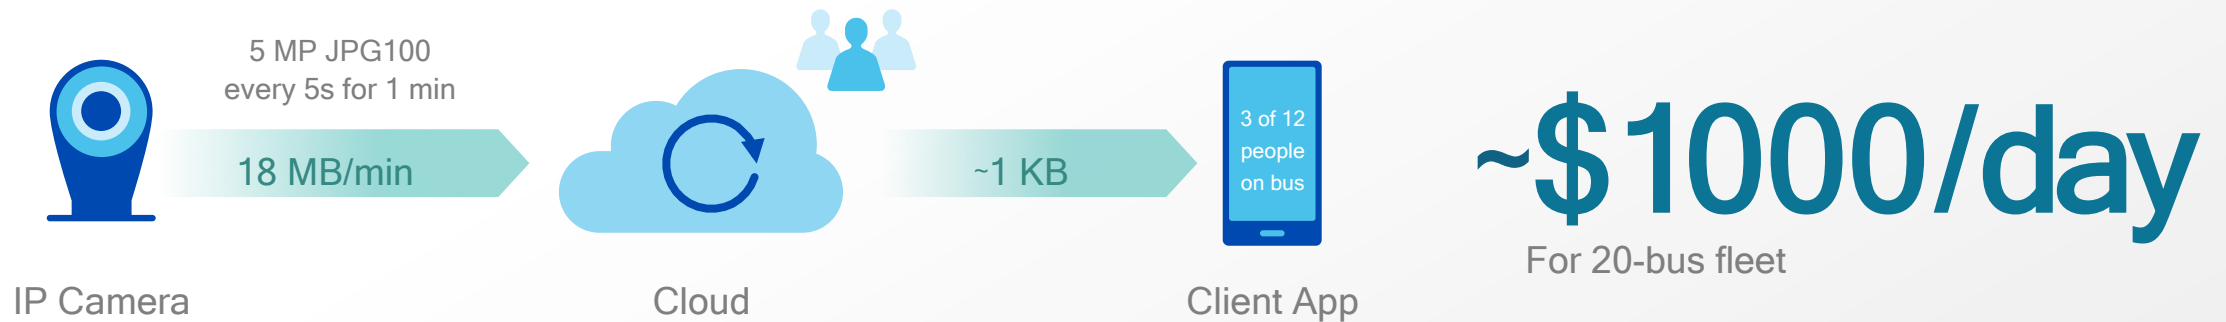 5 MP JPG100
every 5s for 1 min
18 MB/min
IP Camera
Cloud
~1 KB
3 of 12
people
on bus
Client App
~$1000/day
For 20-bus fleet